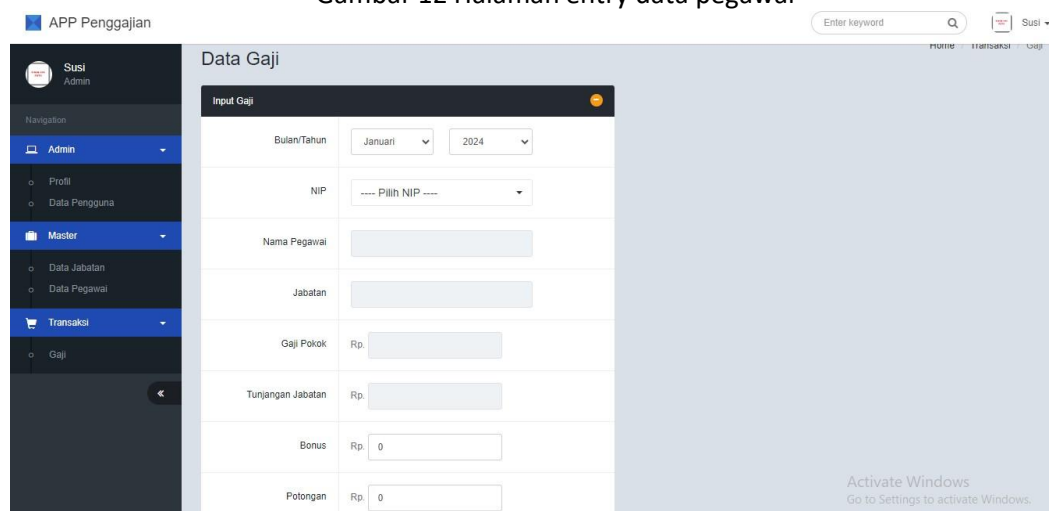 Gambar 12 Halaman entry data pegawai
APP Penggajian
Enter keyword
Susi
Home Transaksi Gaji
Susi
Admin
Navigation
Admin
Profil
Data Pengguna
Master
Data Jabatan
Data Pegawai
Transaksi
Gaji
Data Gaji
Input Gaji
Bulan/Tahun Januari 2024
NIP ---- Pilih NIP ----
Nama Pegawai
Jabatan
Gaji Pokok Rp.
Tunjangan Jabatan Rp.
Bonus Rp. 0
Potongan Rp. 0
Activate Windows
Go to Settings to activate Windows.